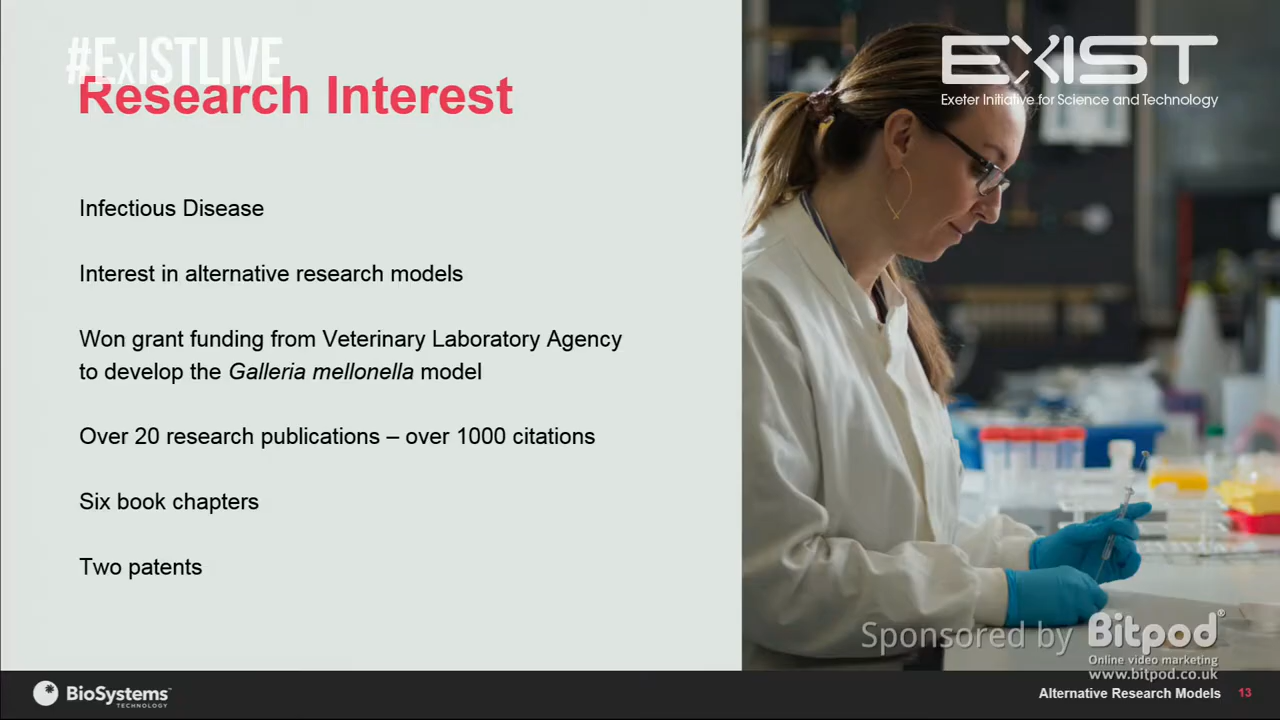 #ExISTLIVE
Research Interest
EXIST
Exeter Initiative for Science and Technology
Infectious Disease
Interest in alternative research models
Won grant funding from Veterinary Laboratory Agency
to develop the Galleria mellonella model
Over 20 research publications – over 1000 citations
Six book chapters
Two patents
Sponsored by Bitpod®
Online video marketing
www.bitpod.co.uk
BioSystems™
TECHNOLOGY
Alternative Research Models 13